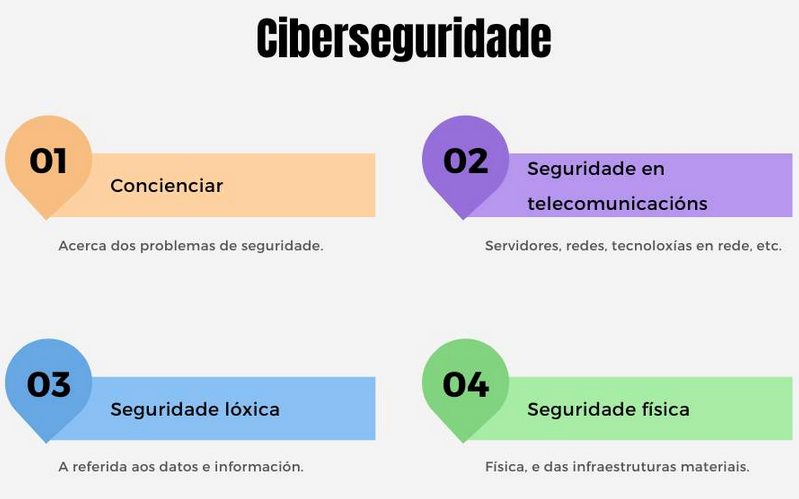 Ciberseguridade
01
Concienciar
Acerca dos problemas de seguridade.
02
Seguridade en
telecomunicacións
Servidores, redes, tecnoloxías en rede, etc.
03
Seguridade lóxica
A referida aos datos e información.
04
Seguridade física
Física, e das infraestruturas materiais.